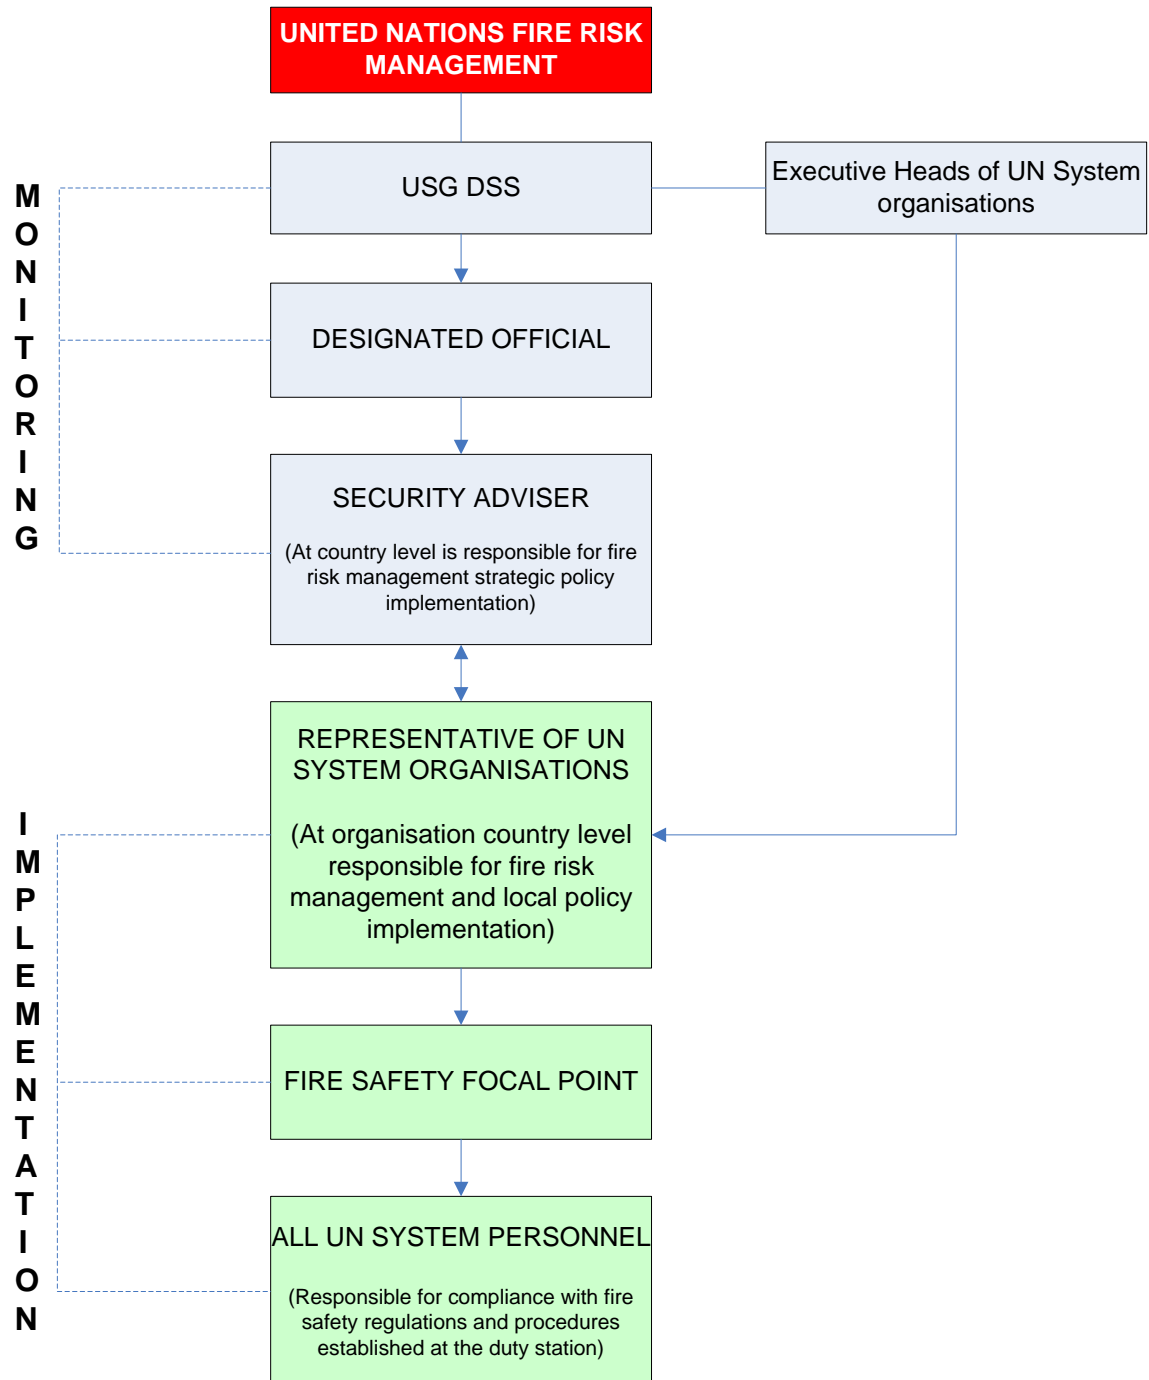 UNITED NATIONS FIRE RISK
MANAGEMENT
USG DSS
Executive Heads of UN System
organisations
MONITORING
DESIGNATED OFFICIAL
SECURITY ADVISER
(At country level is responsible for fire
risk management strategic policy
implementation)
REPRESENTATIVE OF UN
SYSTEM ORGANISATIONS
(At organisation country level
responsible for fire risk
management and local policy
implementation)
IMPLEMENTATION
FIRE SAFETY FOCAL POINT
ALL UN SYSTEM PERSONNEL
(Responsible for compliance with fire
safety regulations and procedures
established at the duty station)